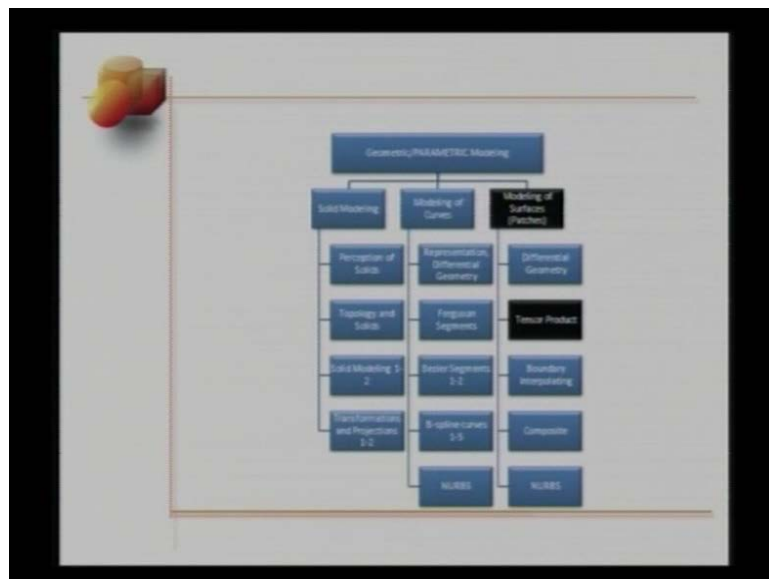 Geometric/PARAMETRIC Modeling
Solid Modeling
Modeling of
Curves
Modeling of
Surfaces
(Patches)
Perception of
Solids
Representation,
Differential
Geometry
Differential
Geometry
Topology and
Solids
Ferguson
Segments
Tensor Product
Solid Modeling 1-
2
Bezier Segments
1-2
Boundary
Interpolating
Transformations
and Projections
1-2
B-spline curves
1-5
Composite
NURBS
NURBS